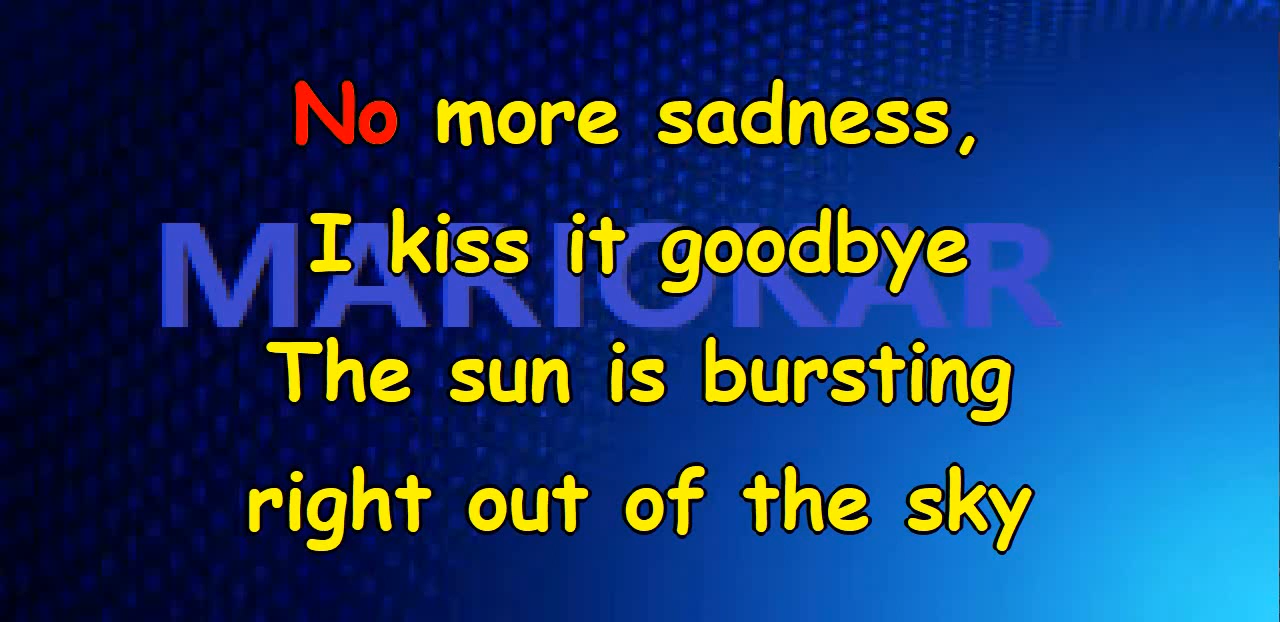 No more sadness,
I kiss it goodbye
MARIOKAR
The sun is bursting
right out of the sky